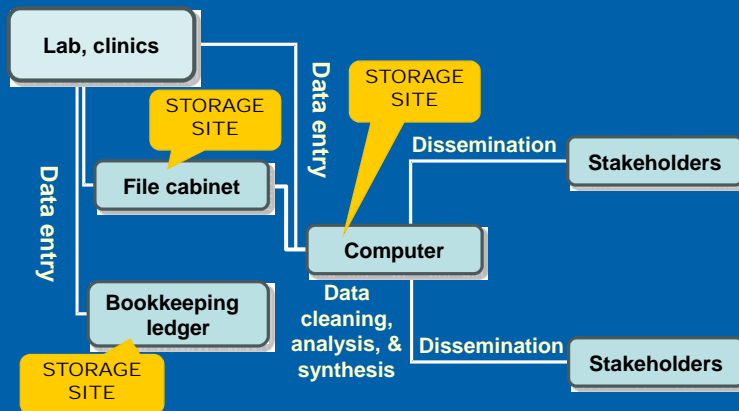 Lab, clinics
STORAGE
SITE
STORAGE
SITE
Data entry
Dissemination
Stakeholders
File cabinet
Data entry
Computer
Bookkeeping
ledger
Data
cleaning,
analysis, &
synthesis
Dissemination
Stakeholders
STORAGE
SITE